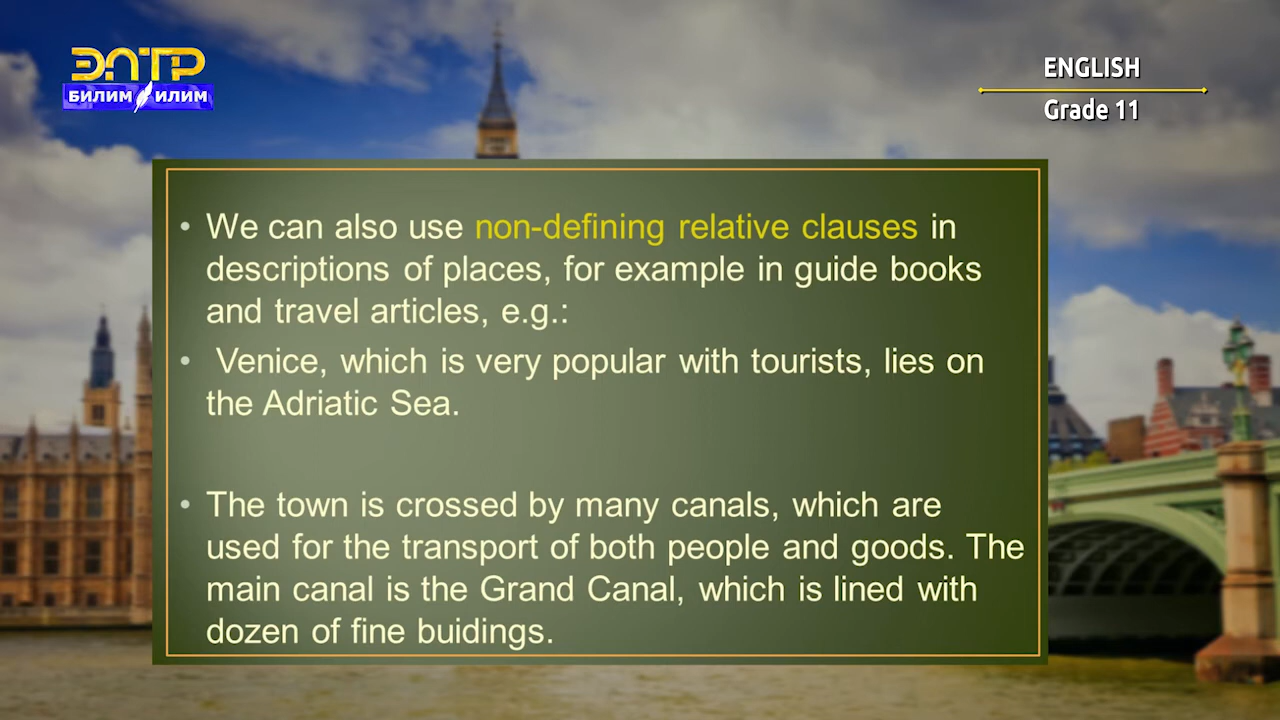 ЭЛТР
БИЛИМ ИЛИМ
ENGLISH
Grade 11
• We can also use non-defining relative clauses in
descriptions of places, for example in guide books
and travel articles, e.g.:
• Venice, which is very popular with tourists, lies on
the Adriatic Sea.
• The town is crossed by many canals, which are
used for the transport of both people and goods. The
main canal is the Grand Canal, which is lined with
dozen of fine buidings.